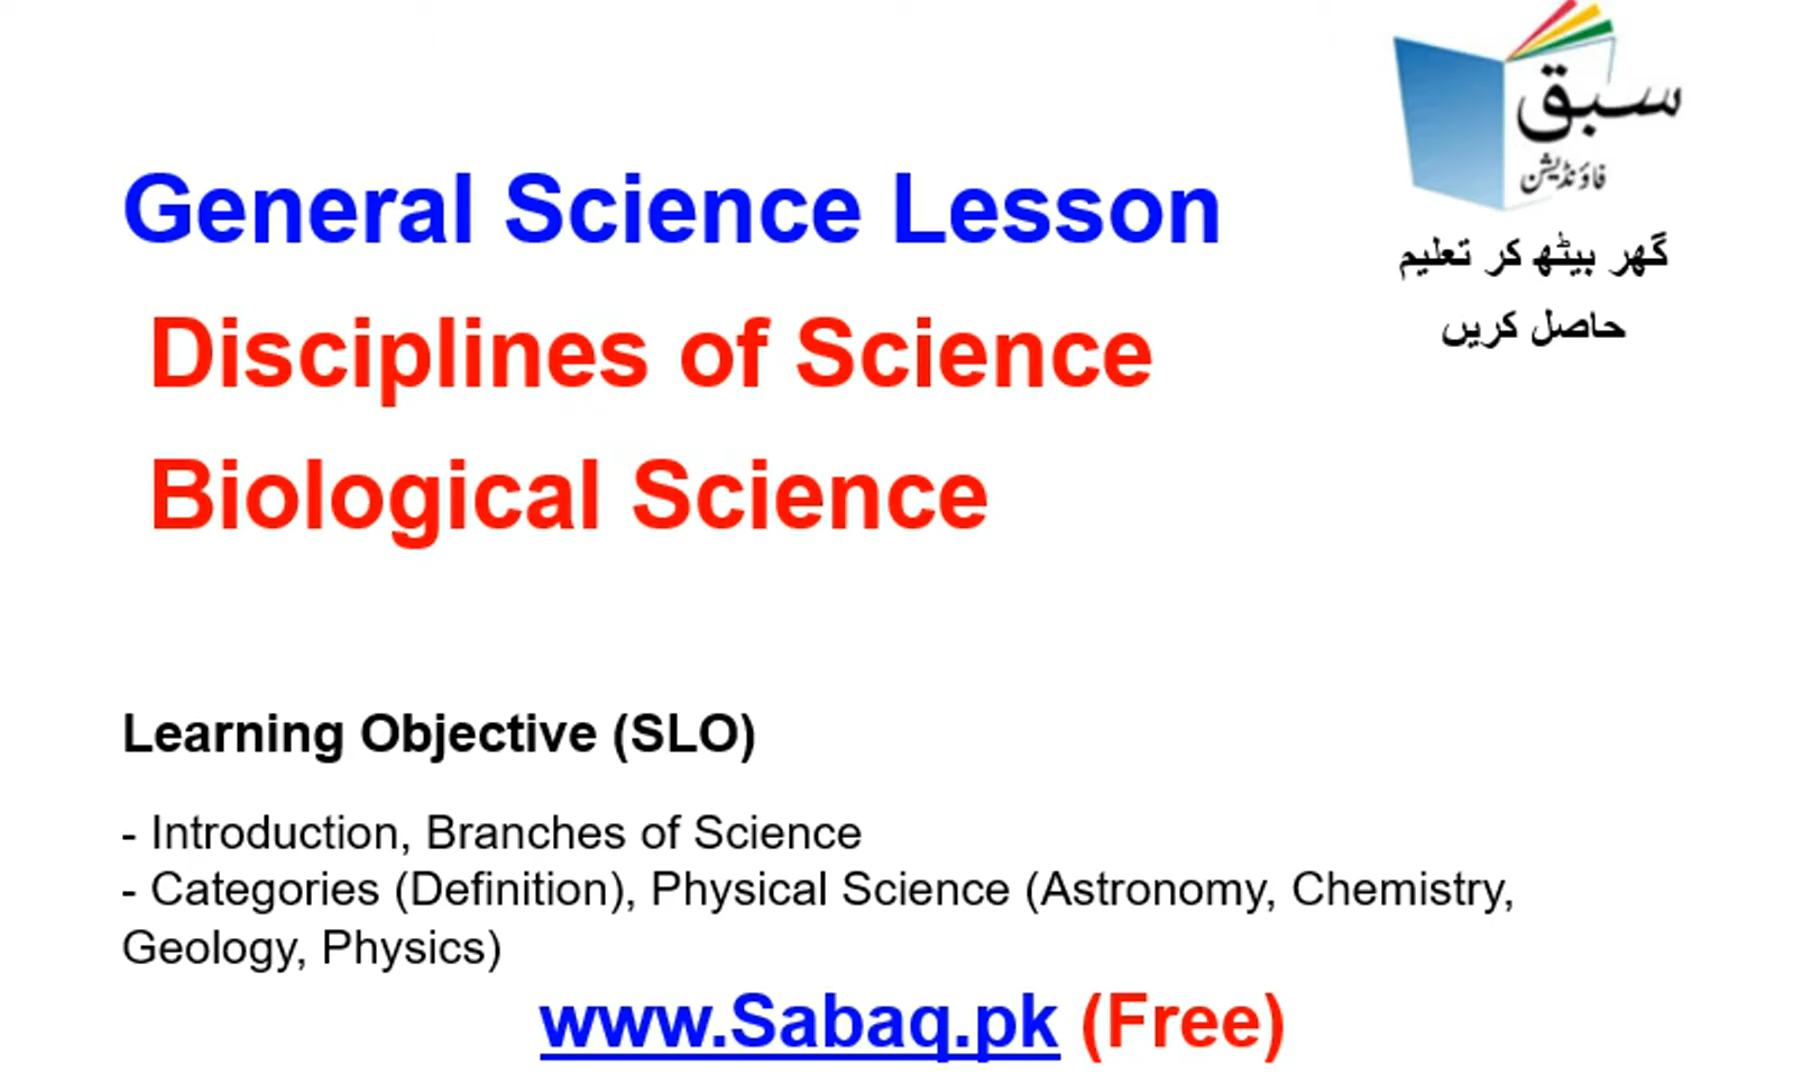 سبق
فاؤنڈیشن
گھر بیٹھ کر تعلیم
حاصل کریں
General Science Lesson
Disciplines of Science
Biological Science
Learning Objective (SLO)
- Introduction, Branches of Science
- Categories (Definition), Physical Science (Astronomy, Chemistry,
Geology, Physics)
www.Sabaq.pk (Free)